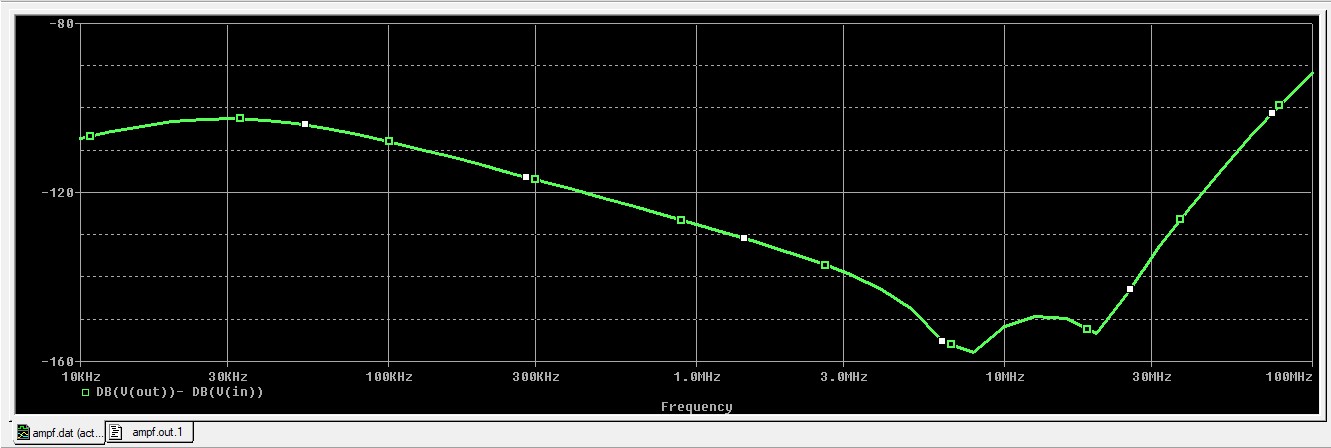 -80
-120
-160
10KHz 30KHz 100KHz 300KHz 1.0MHz 3.0MHz 10MHz 30MHz 100MHz
DB(V(out))- DB(V(in))
Frequency
ampf.dat (act... ampf.out.1